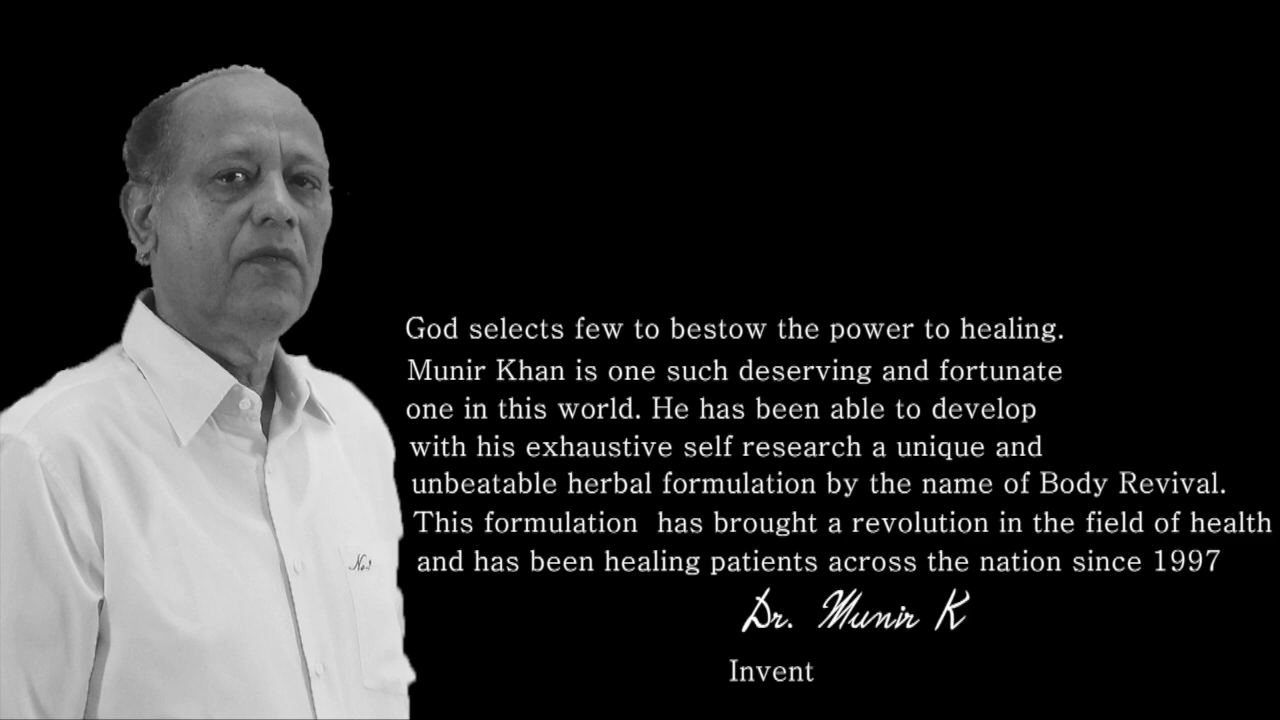 God selects few to bestow the power to healing.
Munir Khan is one such deserving and fortunate
one in this world. He has been able to develop
with his exhaustive self research a unique and
unbeatable herbal formulation by the name of Body Revival.
This formulation has brought a revolution in the field of health
and has been healing patients across the nation since 1997
Dr. Munir K
Invent